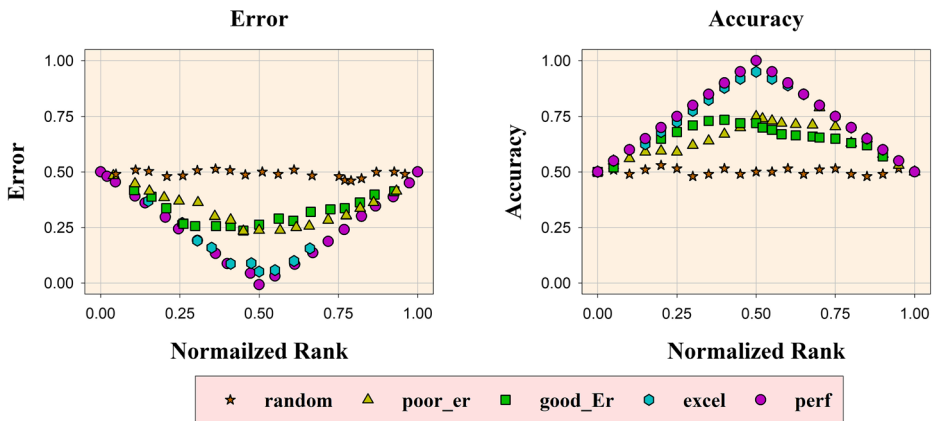 Error
Accuracy
Error
1.00
0.75
0.50
0.25
0.00
0.00 0.25 0.50 0.75 1.00
Normailzed Rank
Accuracy
1.00
0.75
0.50
0.25
0.00
0.00 0.25 0.50 0.75 1.00
Normalized Rank
random poor_er good_Er excel perf